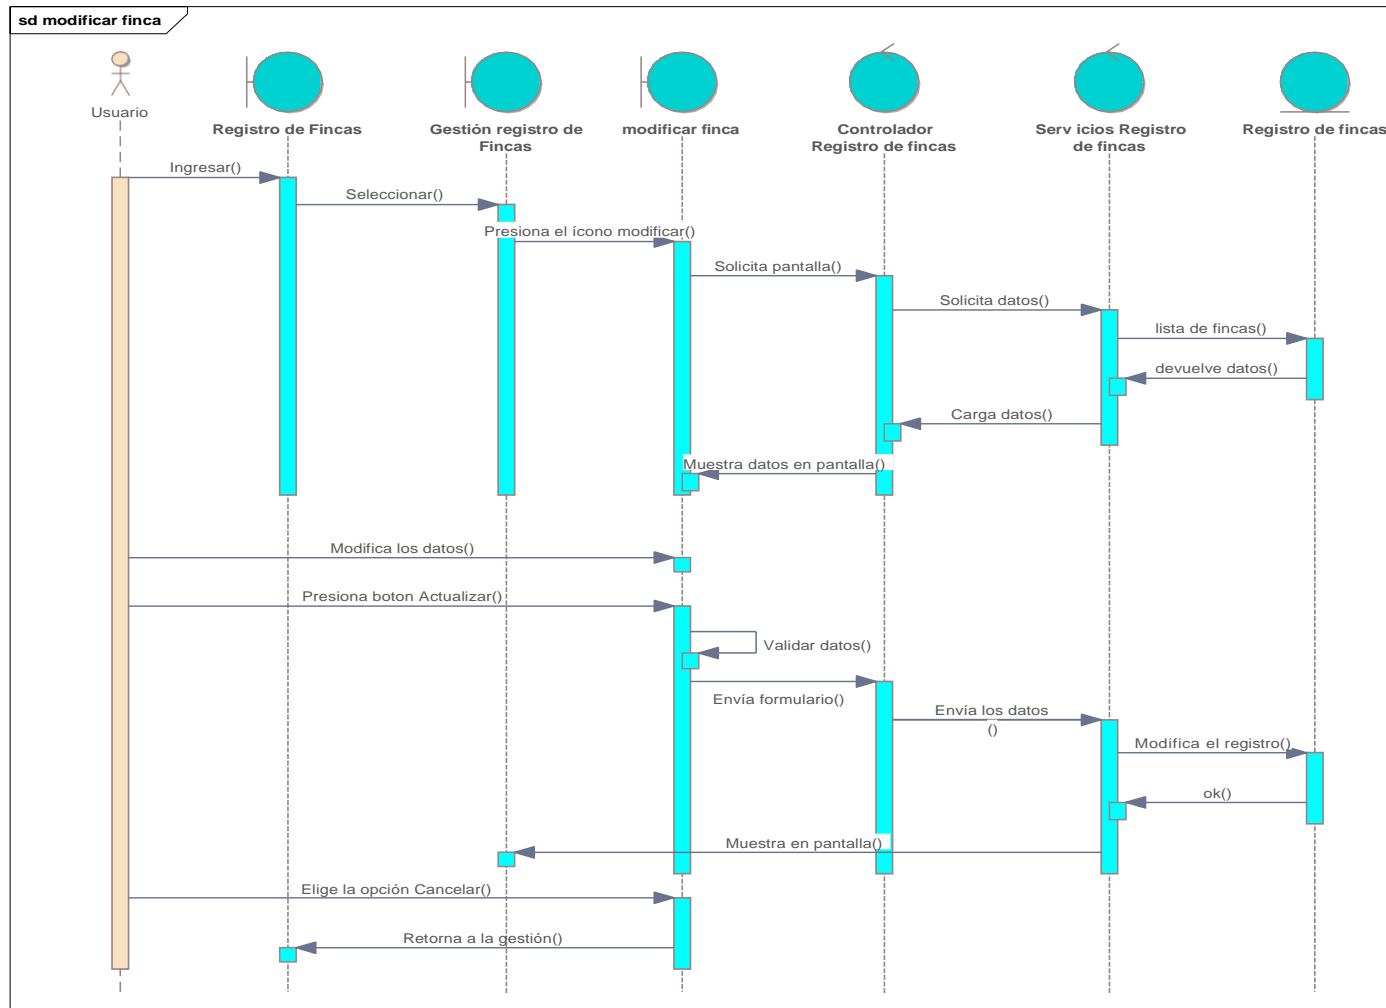 sd modificar finca
Usuario
Registro de Fincas
Gestión registro de
Fincas
modificar finca
Controlador
Registro de fincas
Serv icios Registro
de fincas
Registro de fincas
Ingresar()
Seleccionar()
Presiona el ícono modificar()
Solicita pantalla()
Solicita datos()
lista de fincas()
devuelve datos()
Carga datos()
Muestra datos en pantalla()
Modifica los datos()
Presiona boton Actualizar()
Validar datos()
Envía formulario()
Envía los datos
()
Modifica el registro()
ok()
Muestra en pantalla()
Elige la opción Cancelar()
Retorna a la gestión()